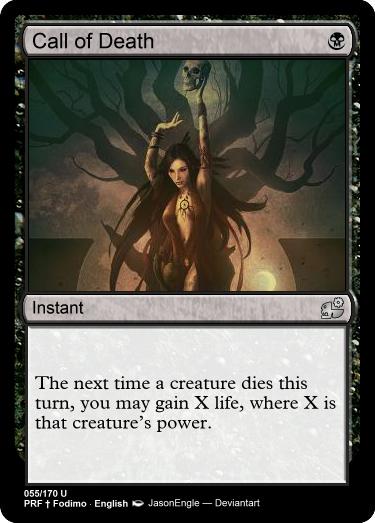 Call of Death
Instant
The next time a creature dies this
turn, you may gain X life, where X is
that creature's power.
055/170 U
PRF † Fodimo · English JasonEngle — Deviantart